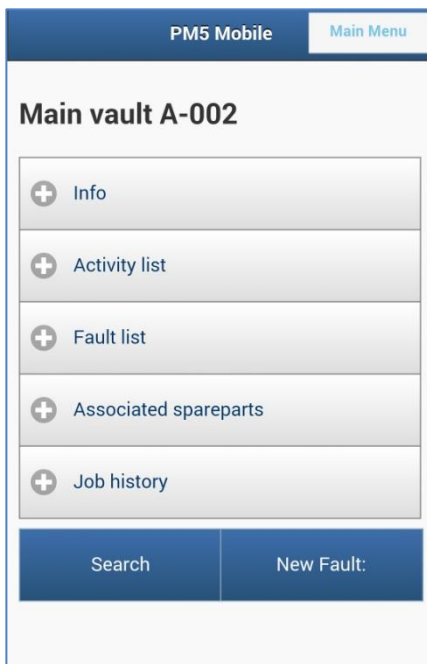 PM5 Mobile Main Menu
Main vault A-002
Info
Activity list
Fault list
Associated spareparts
Job history
Search New Fault: